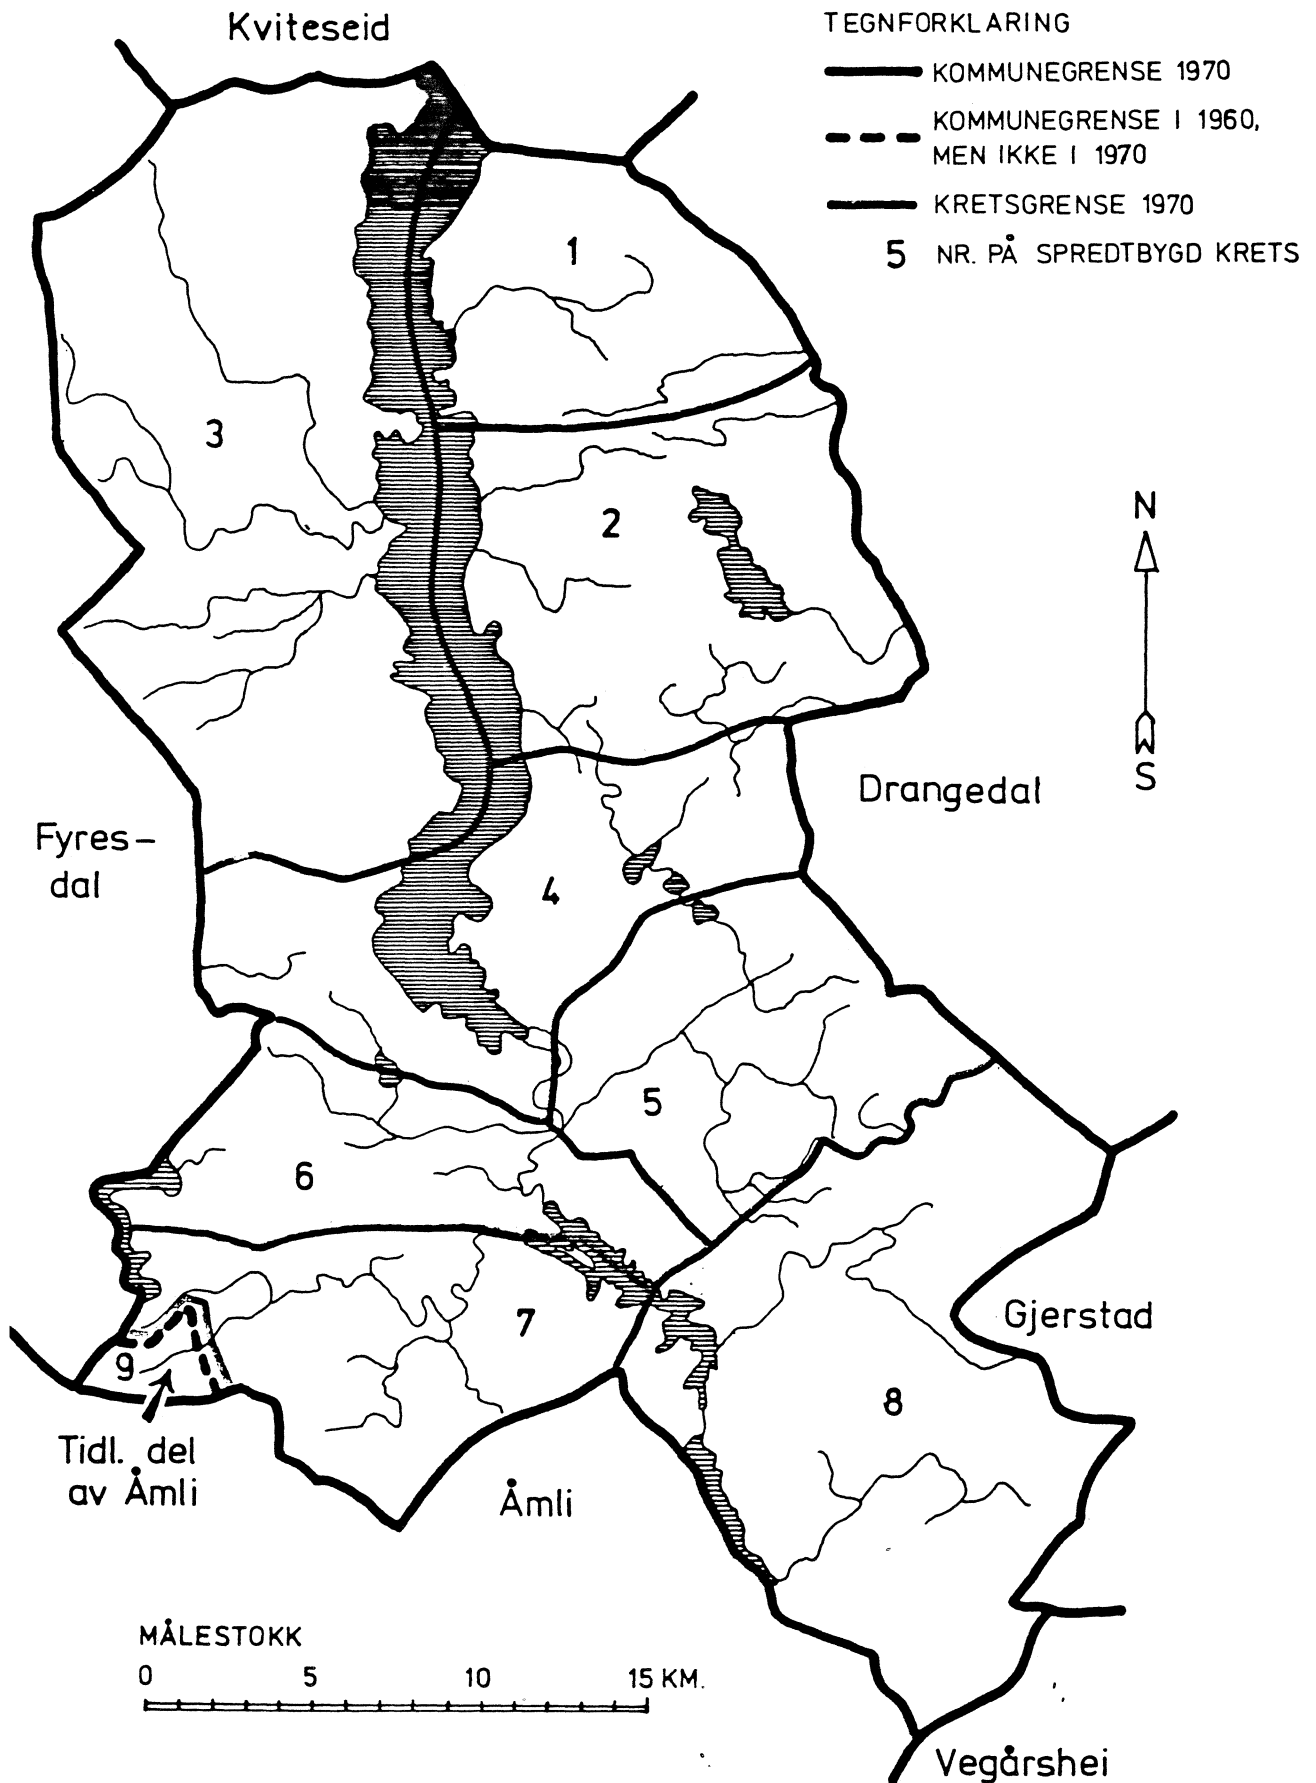 Kviteseid
TEGNFORKLARING
KOMMUNEGRENSE 1970
KOMMUNEGRENSE I 1960,
MEN IKKE I 1970
KRETSGRENSE 1970
5 NR. PÅ SPREDTBYGD KRETS
1
3
2
N
S
Drangedal
Fyres-
dal
4
5
6
7
Gjerstad
9
8
Tidl. del
av Åmli
Åmli
MÅLESTOKK
0 5 10 15 KM.
Vegårshei